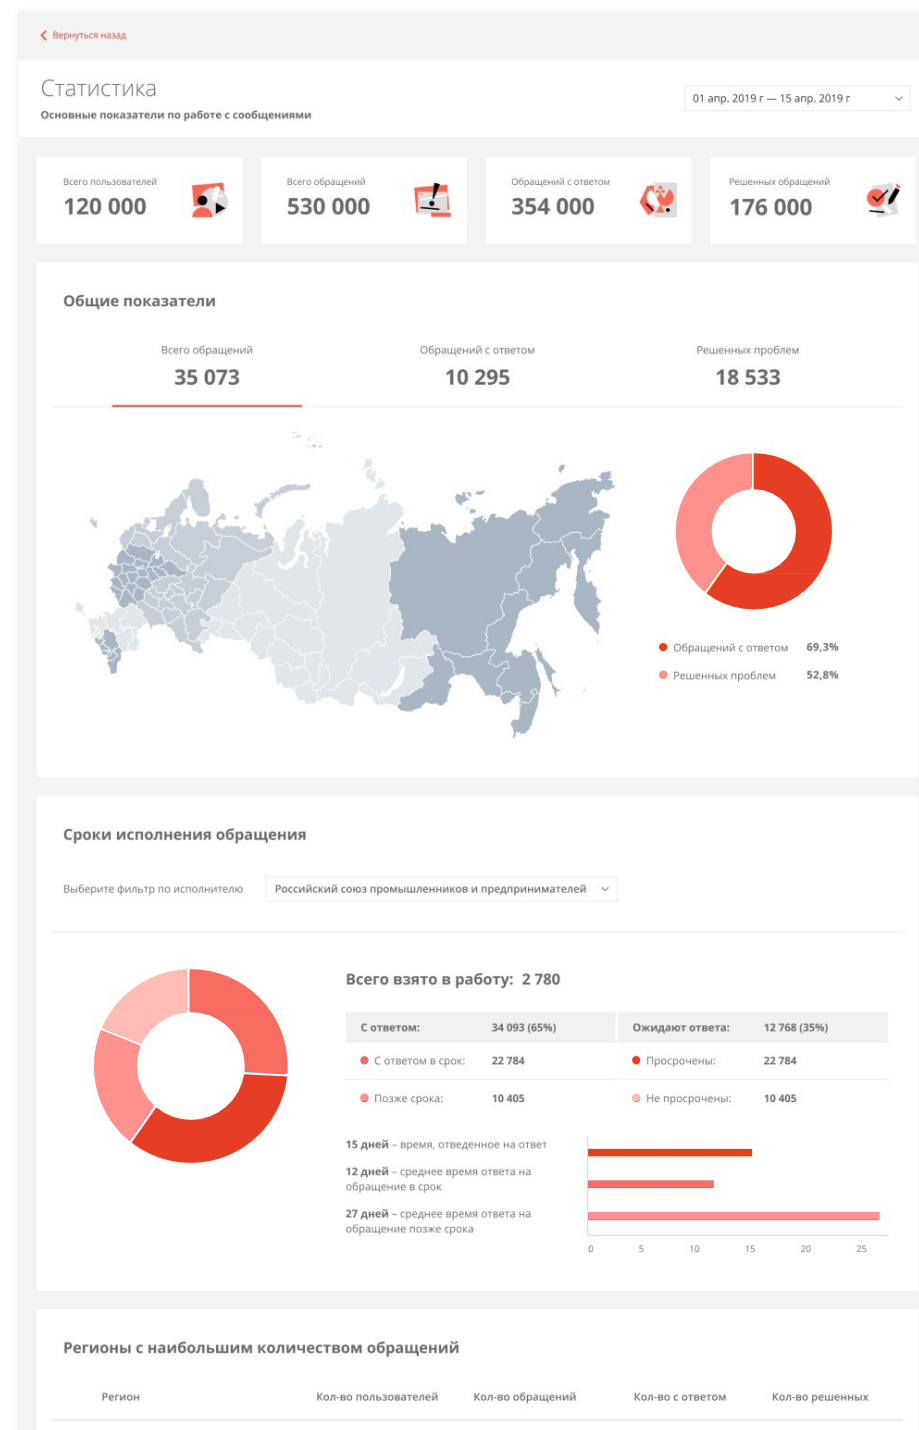 Вернуться назад
Статистика
Основные показатели по работе с сообщениями
01 апр. 2019 г — 15 апр. 2019 г
Всего пользователей
120 000
Всего обращений
530 000
Обращений с ответом
354 000
Решенных обращений
176 000
Общие показатели
Всего обращений
35 073
Обращений с ответом
10 295
Решенных проблем
18 533
Обращений с ответом 69,3%
Решенных проблем 52,8%
Сроки исполнения обращения
Выберите фильтр по исполнителю
Российский союз промышленников и предпринимателей
Всего взято в работу: 2 780
С ответом: 34 093 (65%) Ожидают ответа: 12 768 (35%)
С ответом в срок: 22 784 Просрочены: 22 784
Позже срока: 10 405 Не просрочены: 10 405
15 дней – время, отведенное на ответ
12 дней – среднее время ответа на
обращение в срок
27 дней – среднее время ответа на
обращение позже срока
0 5 10 15 20 25
Регионы с наибольшим количеством обращений
Регион Кол-во пользователей Кол-во обращений Кол-во с ответом Кол-во решенных